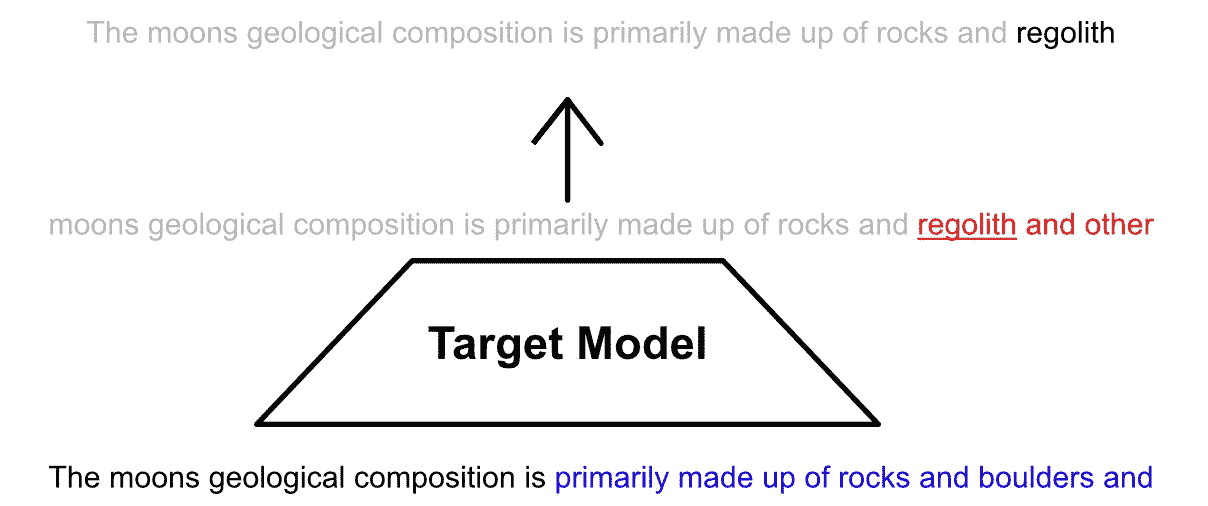 The moons geological composition is primarily made up of rocks and regolith
moons geological composition is primarily made up of rocks and regolith and other
Target Model
The moons geological composition is primarily made up of rocks and boulders and